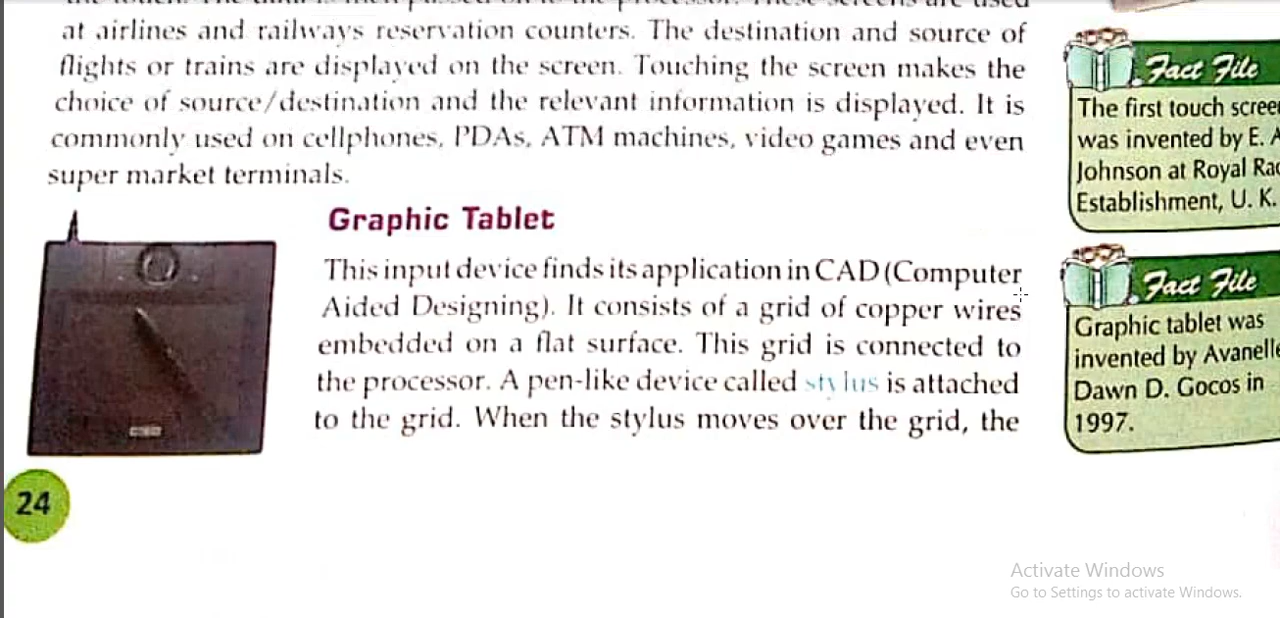 at airlines and railways reservation counters. The destination and source of
flights or trains are displayed on the screen. Touching the screen makes the
choice of source/destination and the relevant information is displayed. It is
commonly used on cellphones, PDAs, ATM machines, video games and even
super market terminals.
Graphic Tablet
This input device finds its application in CAD (Computer
Aided Designing). It consists of a grid of copper wires
embedded on a flat surface. This grid is connected to
the processor. A pen-like device called stylus is attached
to the grid. When the stylus moves over the grid, the
24
Fact File
The first touch
was invented by E.
Johnson at Royal
Establishment, U. K.
Fact File
Graphic tablet was
invented by
Dawn D. Gocos in
1997.
Activate Windows
Go to Settings to activate Windows.